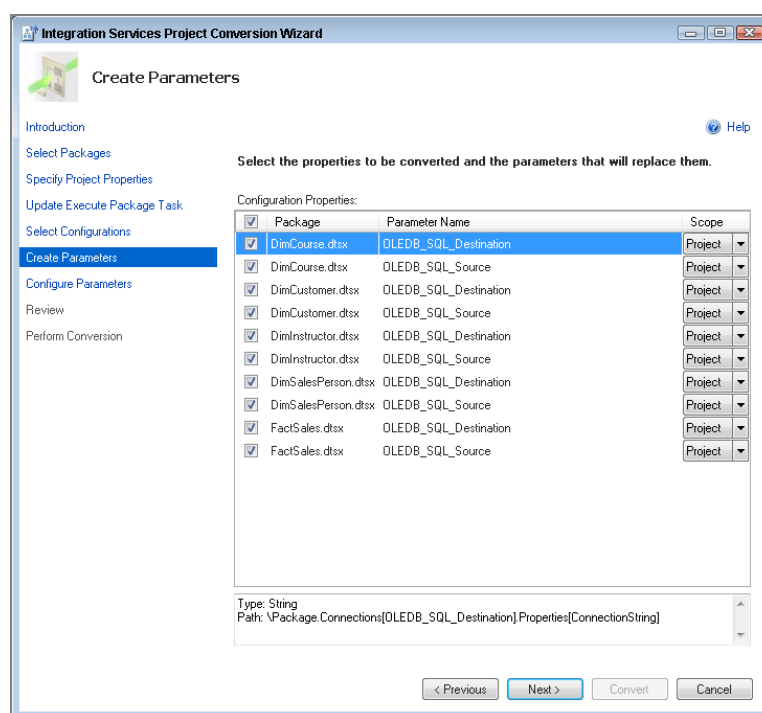 Integration Services Project Conversion Wizard
Create Parameters
Introduction
Help
Select Packages
Select the properties to be converted and the parameters that will replace them.
Specify Project Properties
Update Execute Package Task
Configuration Properties:
Select Configurations
Package Parameter Name Scope
Create Parameters
DimCourse.dtsx OLEDB_SQL_Destination Project
DimCourse.dtsx OLEDB_SQL_Source Project
Configure Parameters
DimCustomer.dtsx OLEDB_SQL_Destination Project
Review
DimCustomer.dtsx OLEDB_SQL_Source Project
Perform Conversion
DimInstructor.dtsx OLEDB_SQL_Destination Project
DimInstructor.dtsx OLEDB_SQL_Source Project
DimSalesPerson.dtsx OLEDB_SQL_Destination Project
DimSalesPerson.dtsx OLEDB_SQL_Source Project
FactSales.dtsx OLEDB_SQL_Destination Project
FactSales.dtsx OLEDB_SQL_Source Project
Type: String
Path: \Package.Connections[OLEDB_SQL_Destination].Properties[ConnectionString]
< Previous Next > Convert Cancel